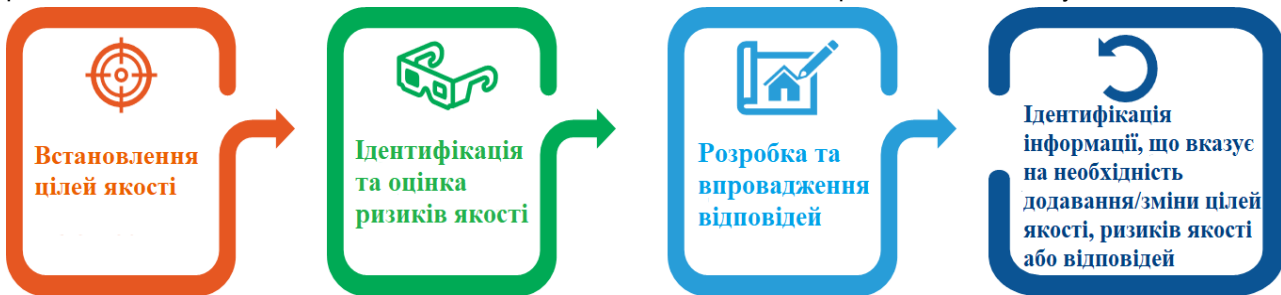 Встановлення
цілей якості
Ідентифікація
та оцінка
ризиків якості
Розробка та
впровадження
відповідей
Ідентифікація
інформації, що вказує
на необхідність
додавання/зміни цілей
якості, ризиків якості
або відповідей